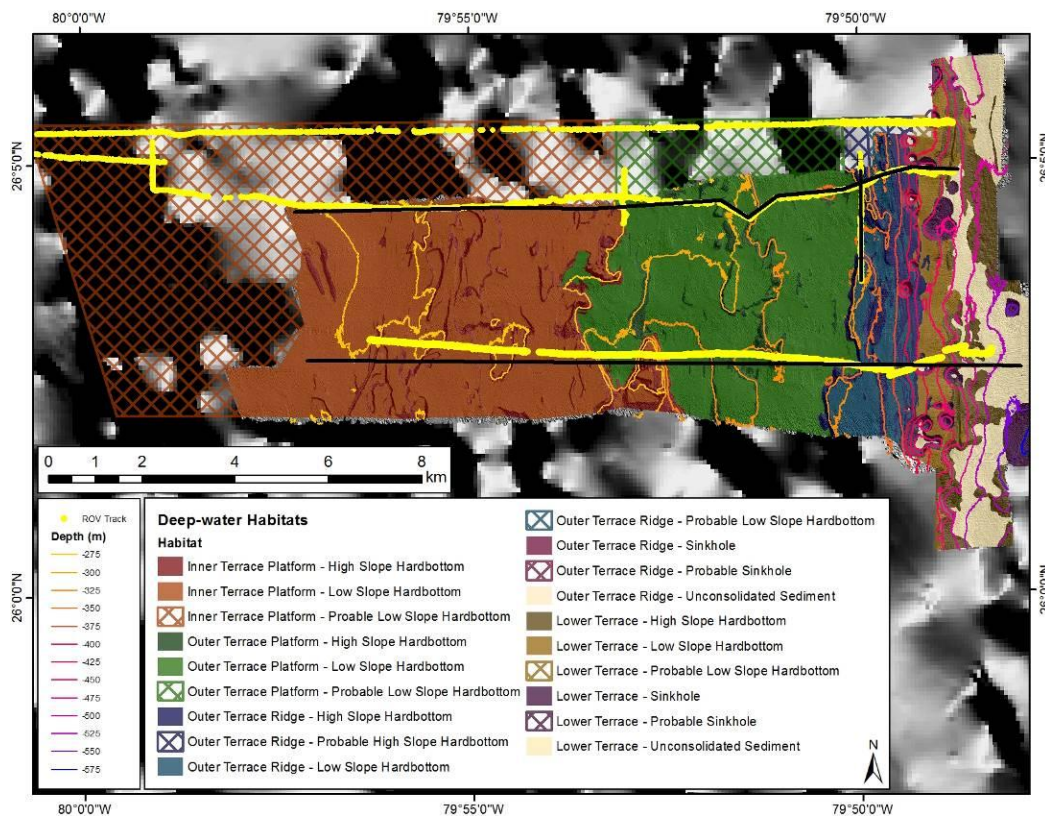 80°0'0"W 79°55'0"W 79°50'0"W
26°5'0"N
26°5'0"N
0 1 2 4 6 8
km
ROV Track
Depth (m)
-275
-300
-325
-350
-375
-400
-425
-450
-475
-500
-525
-550
-575
Deep-water Habitats
Habitat
Inner Terrace Platform - High Slope Hardbottom
Inner Terrace Platform - Low Slope Hardbottom
Inner Terrace Platform - Proable Low Slope Hardbottom
Outer Terrace Platform - High Slope Hardbottom
Outer Terrace Platform - Low Slope Hardbottom
Outer Terrace Platform - Probable Low Slope Hardbottom
Outer Terrace Ridge - High Slope Hardbottom
Outer Terrace Ridge - Probable High Slope Hardbottom
Outer Terrace Ridge - Low Slope Hardbottom
Outer Terrace Ridge - Probable Low Slope Hardbottom
Outer Terrace Ridge - Sinkhole
Outer Terrace Ridge - Probable Sinkhole
Outer Terrace Ridge - Unconsolidated Sediment
Lower Terrace - High Slope Hardbottom
Lower Terrace - Low Slope Hardbottom
Lower Terrace - Probable Low Slope Hardbottom
Lower Terrace - Sinkhole
Lower Terrace - Probable Sinkhole
Lower Terrace - Unconsolidated Sediment
N
26°0'0"N
26°0'0"N
80°0'0"W 79°55'0"W 79°50'0"W